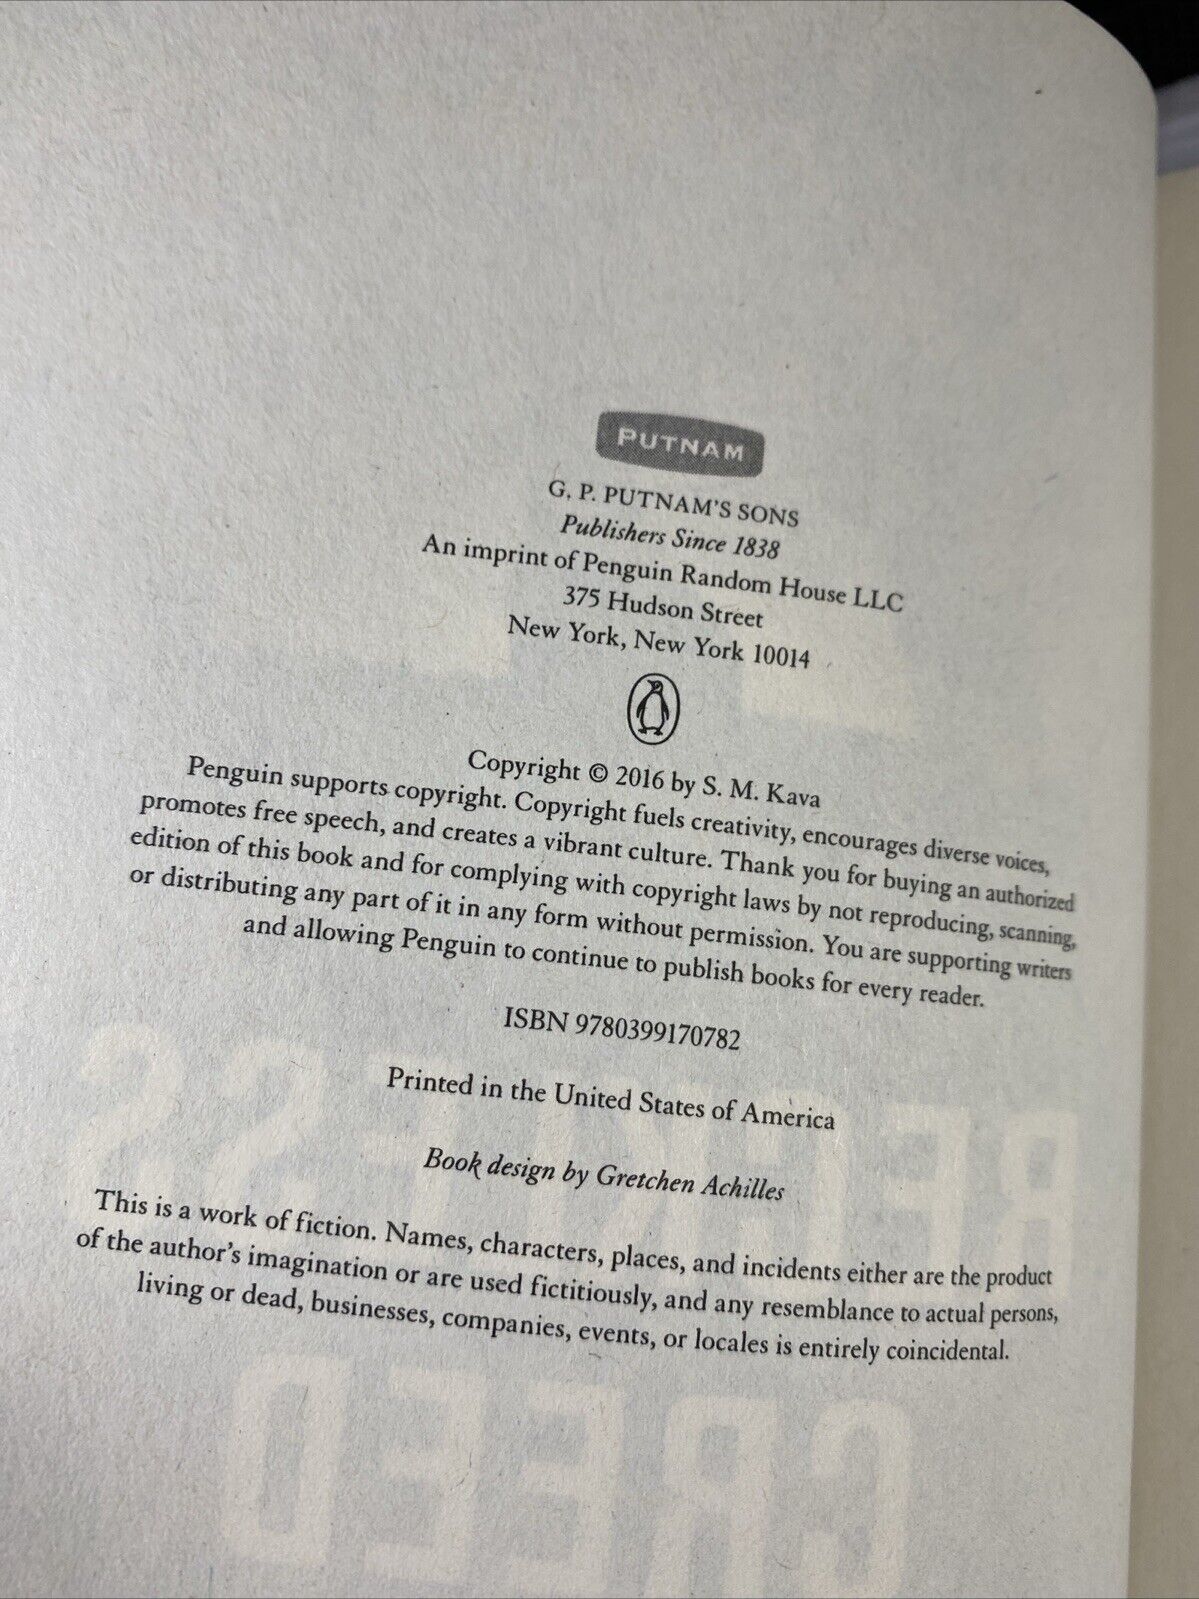 PUTNAM
G. P. PUTNAM'S SONS
Publishers Since 1838
An imprint of Penguin Random House LLC
375 Hudson Street
New York, New York 10014
Copyright © 2016 by S. M. Kava
Penguin supports copyright. Copyright fuels creativity, encourages diverse voices,
promotes free speech, and creates a vibrant culture. Thank you for buying an authorized
edition of this book and for complying with copyright laws by not reproducing, scanning,
or distributing any part of it in any form without permission. You are supporting writers
and allowing Penguin to continue to publish books for every reader.
ISBN 9780399170782
Printed in the United States of America
Book design by Gretchen Achilles
This is a work of fiction. Names, characters, places, and incidents either are the product
of the author's imagination or are used fictitiously, and any resemblance to actual persons,
living or dead, businesses, companies, events, or locales is entirely coincidental.